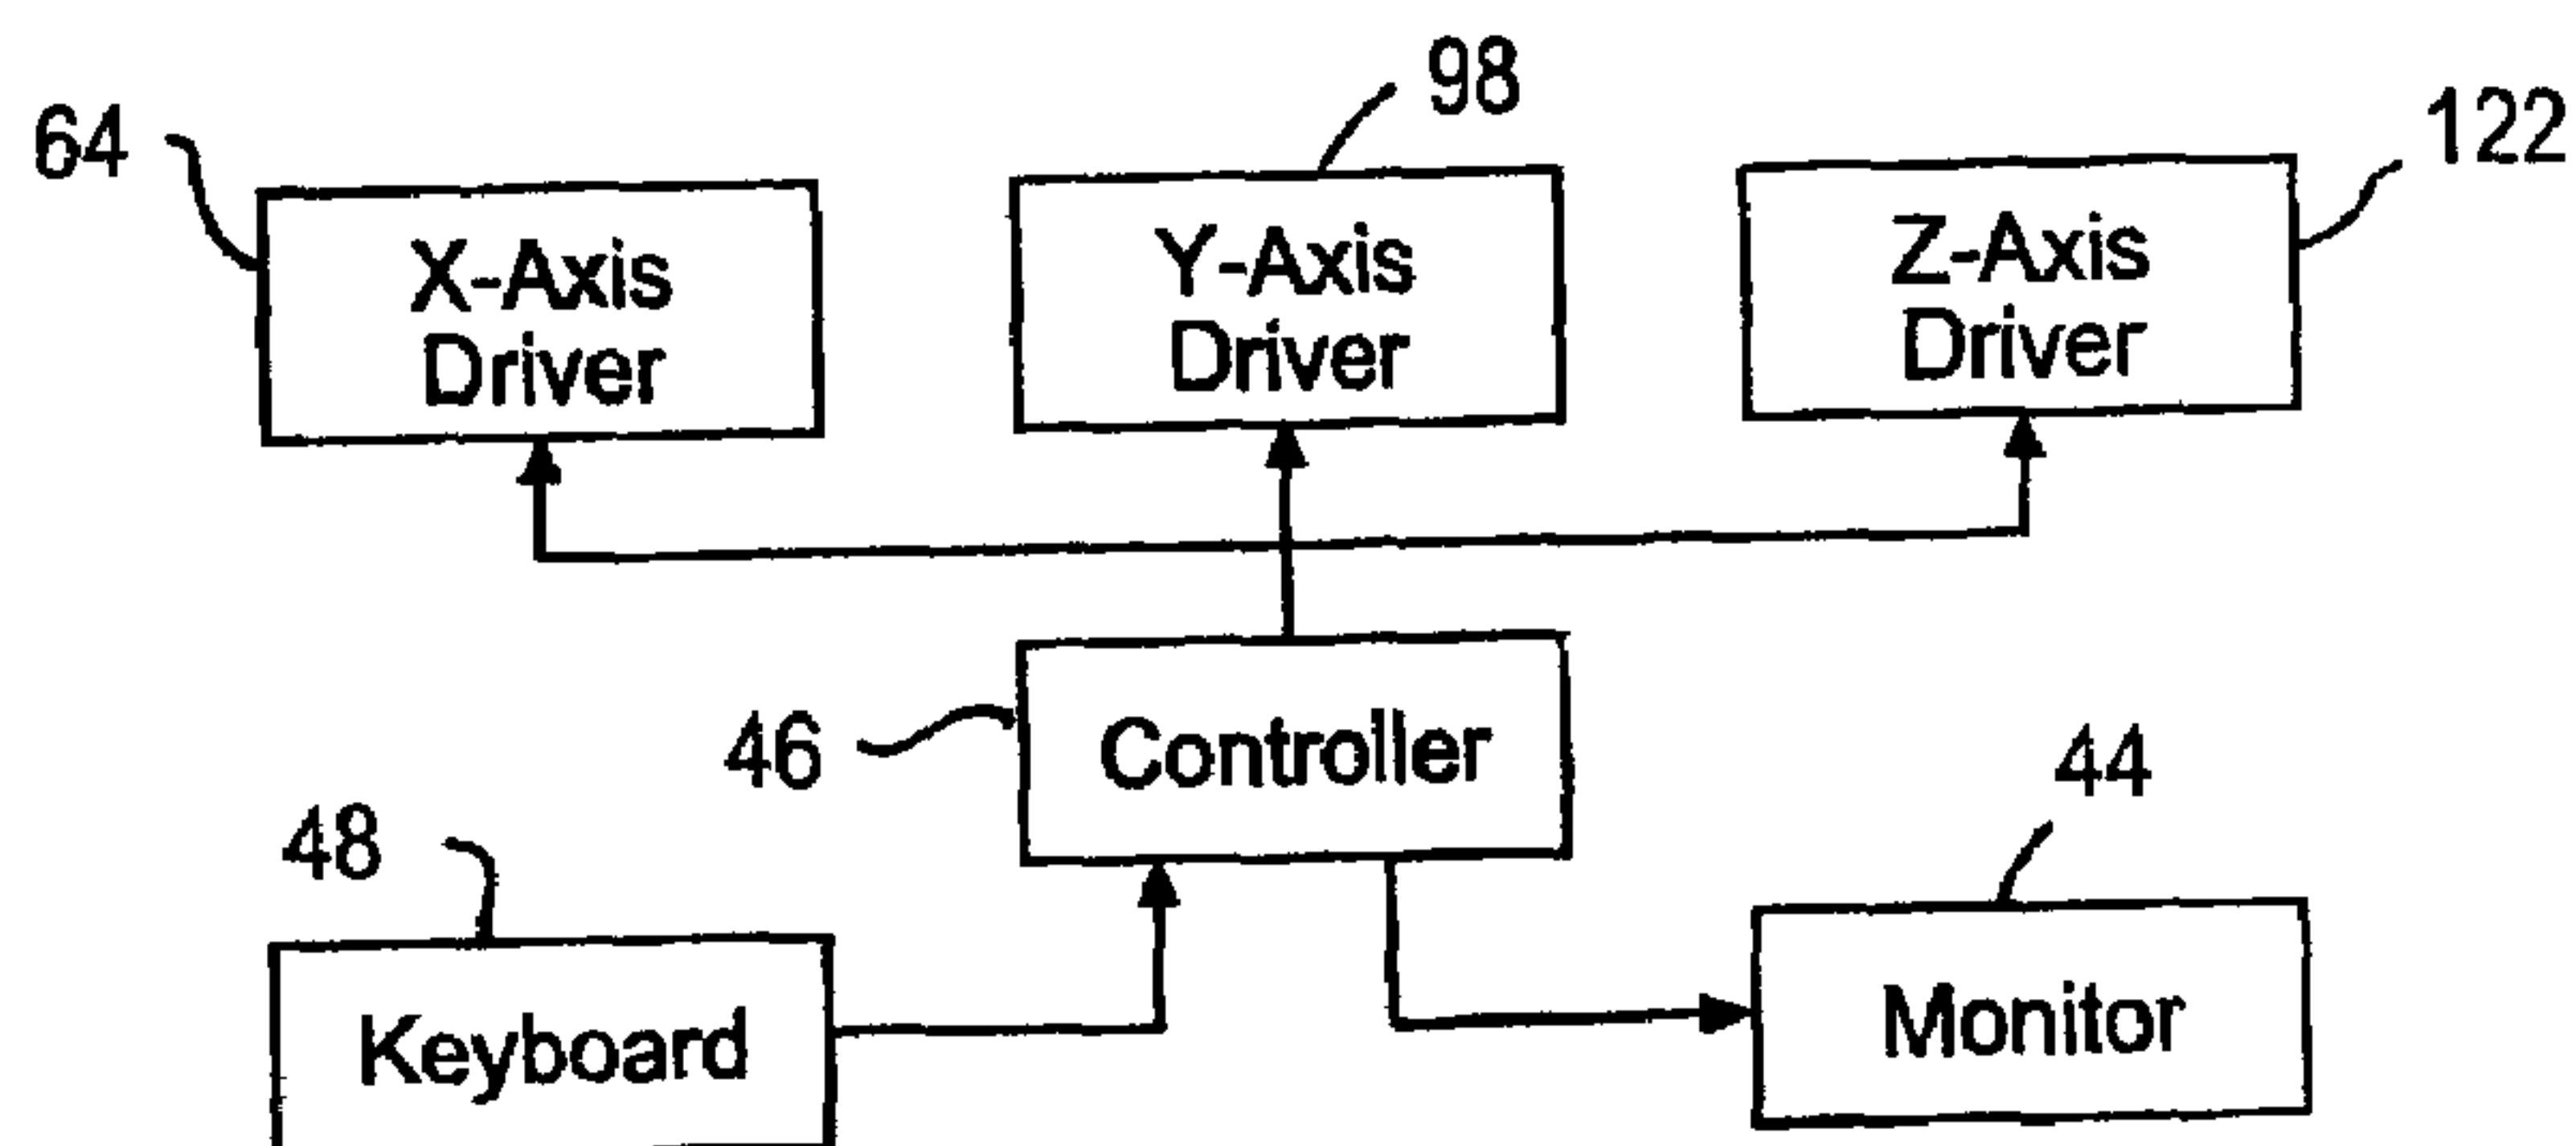 98
64
122
X-Axis
Driver
Y-Axis
Driver
Z-Axis
Driver
46
Controller
44
48
Keyboard
Monitor